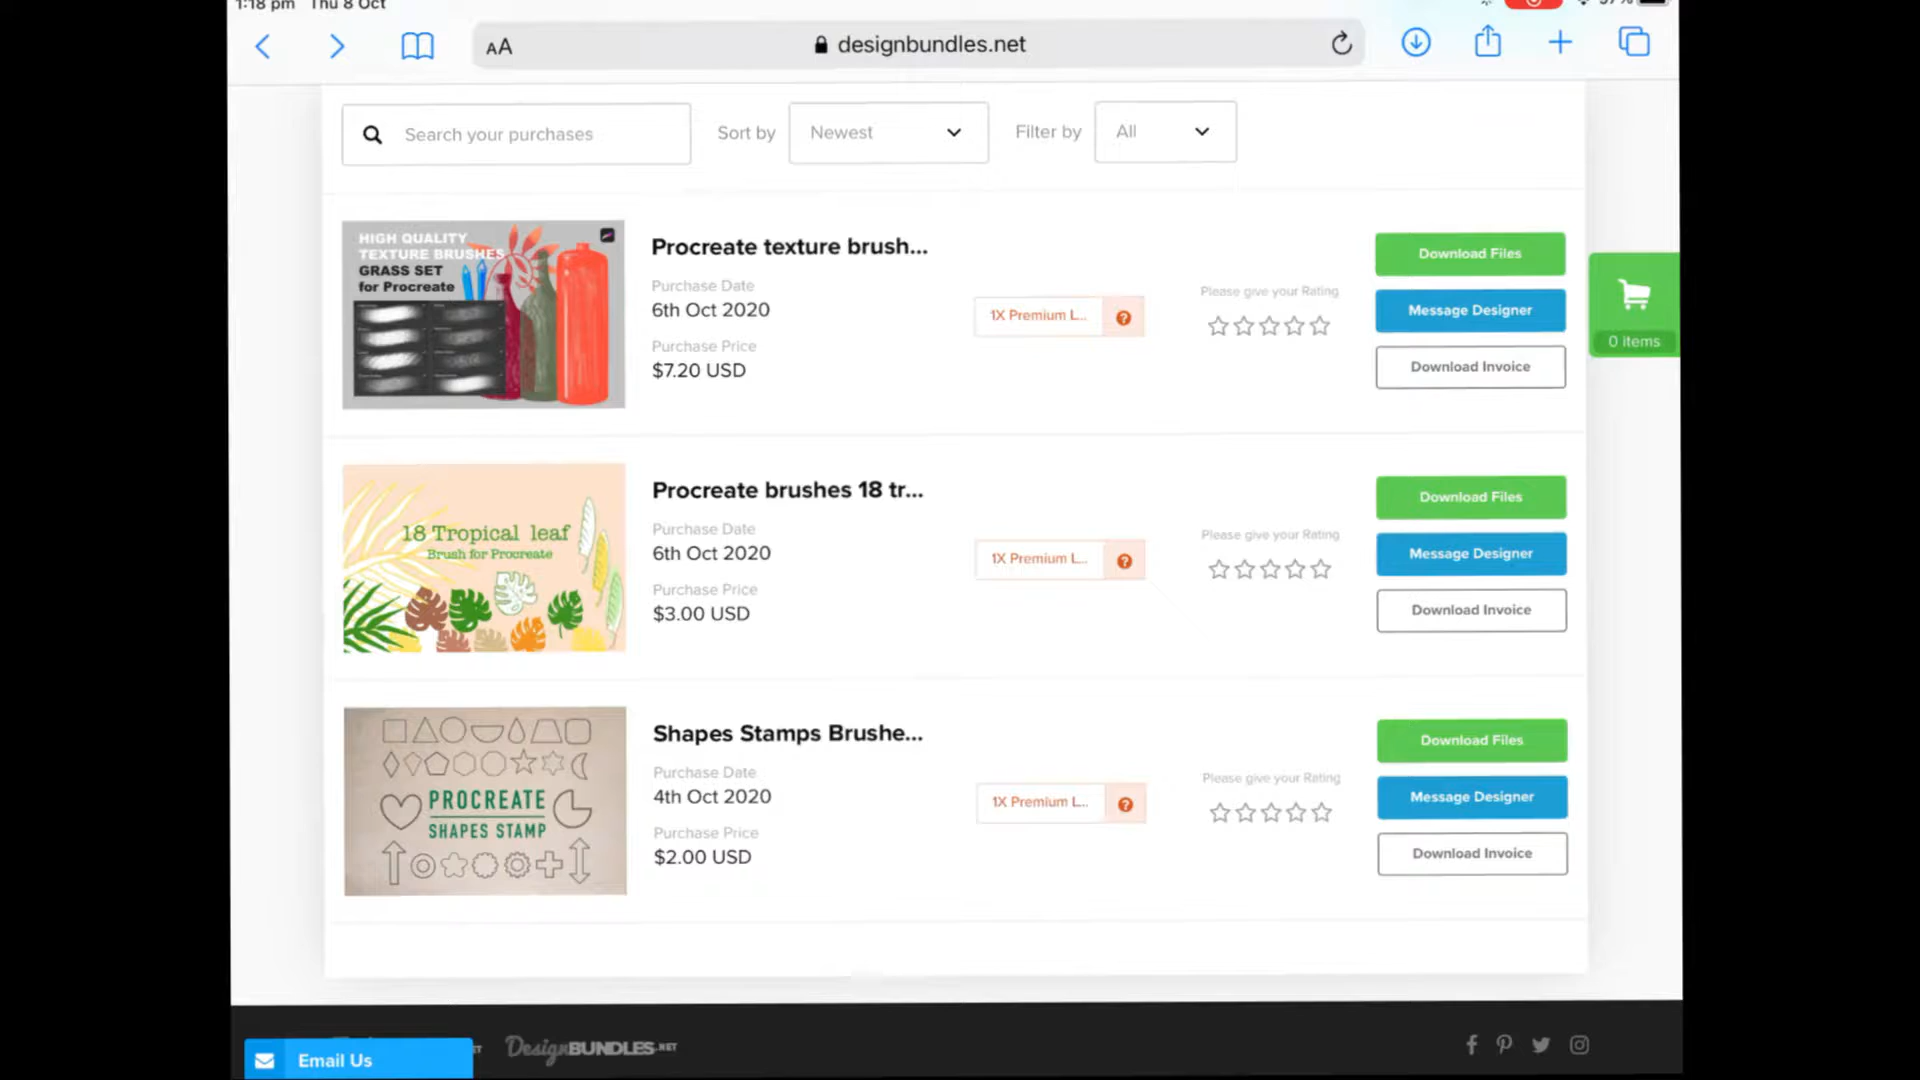 1:18 pm Thu 8 Oct
57%
AA
designbundles.net
Search your purchases
Sort by
Newest
Filter by
All
HIGH QUALITY
TEXTURE BRUSHES
GRASS SET
for Procreate
Procreate texture brush...
Purchase Date
6th Oct 2020
Purchase Price
$7.20 USD
1X Premium L...
?
Please give your Rating
Download Files
Message Designer
Download Invoice
0 items
18 Tropical leaf
Brush for Procreate
Procreate brushes 18 tr...
Purchase Date
6th Oct 2020
Purchase Price
$3.00 USD
1X Premium L...
?
Please give your Rating
Download Files
Message Designer
Download Invoice
PROCREATE
SHAPES STAMP
Shapes Stamps Brushe...
Purchase Date
4th Oct 2020
Purchase Price
$2.00 USD
1X Premium L...
?
Please give your Rating
Download Files
Message Designer
Download Invoice
Email Us
DesignBUNDLES.NET